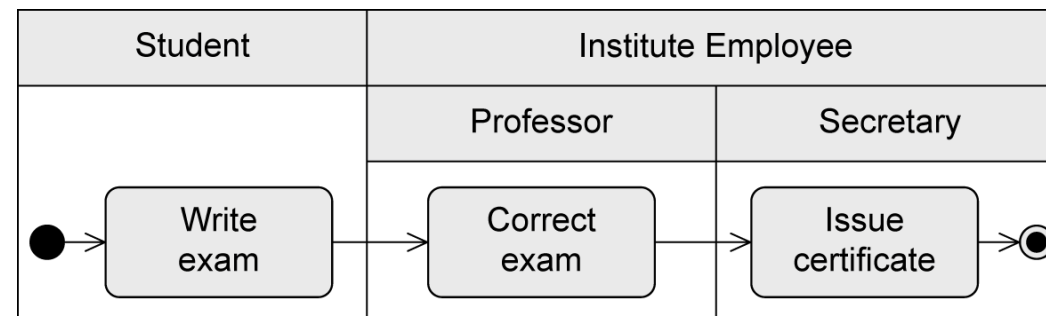 Student
Institute Employee
Professor
Secretary
Write
exam
Correct
exam
Issue
certificate